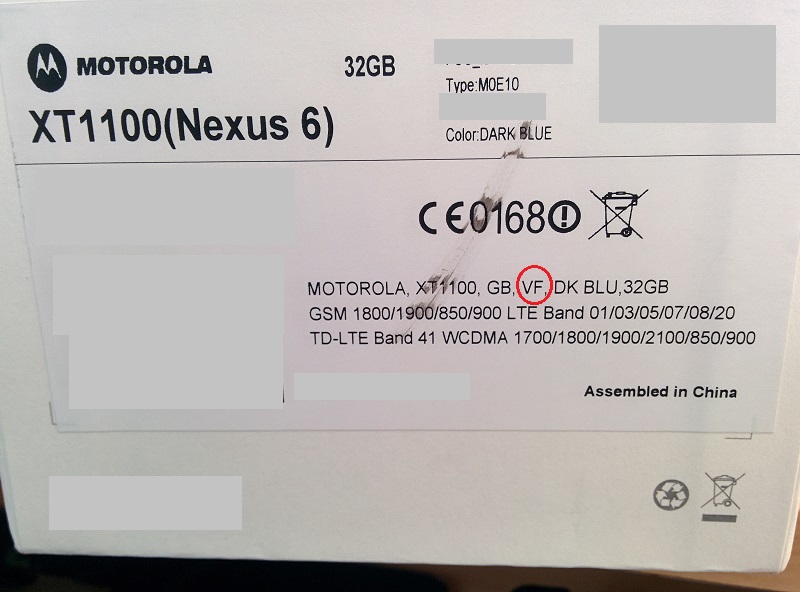 MOTOROLA
32GB
Type:M0E10
XT1100(Nexus 6)
Color:DARK BLUE
CE0168
MOTOROLA, XT1100, GB, VF, DK BLU,32GB
GSM 1800/1900/850/900 LTE Band 01/03/05/07/08/20
TD-LTE Band 41 WCDMA 1700/1800/1900/2100/850/900
Assembled in China